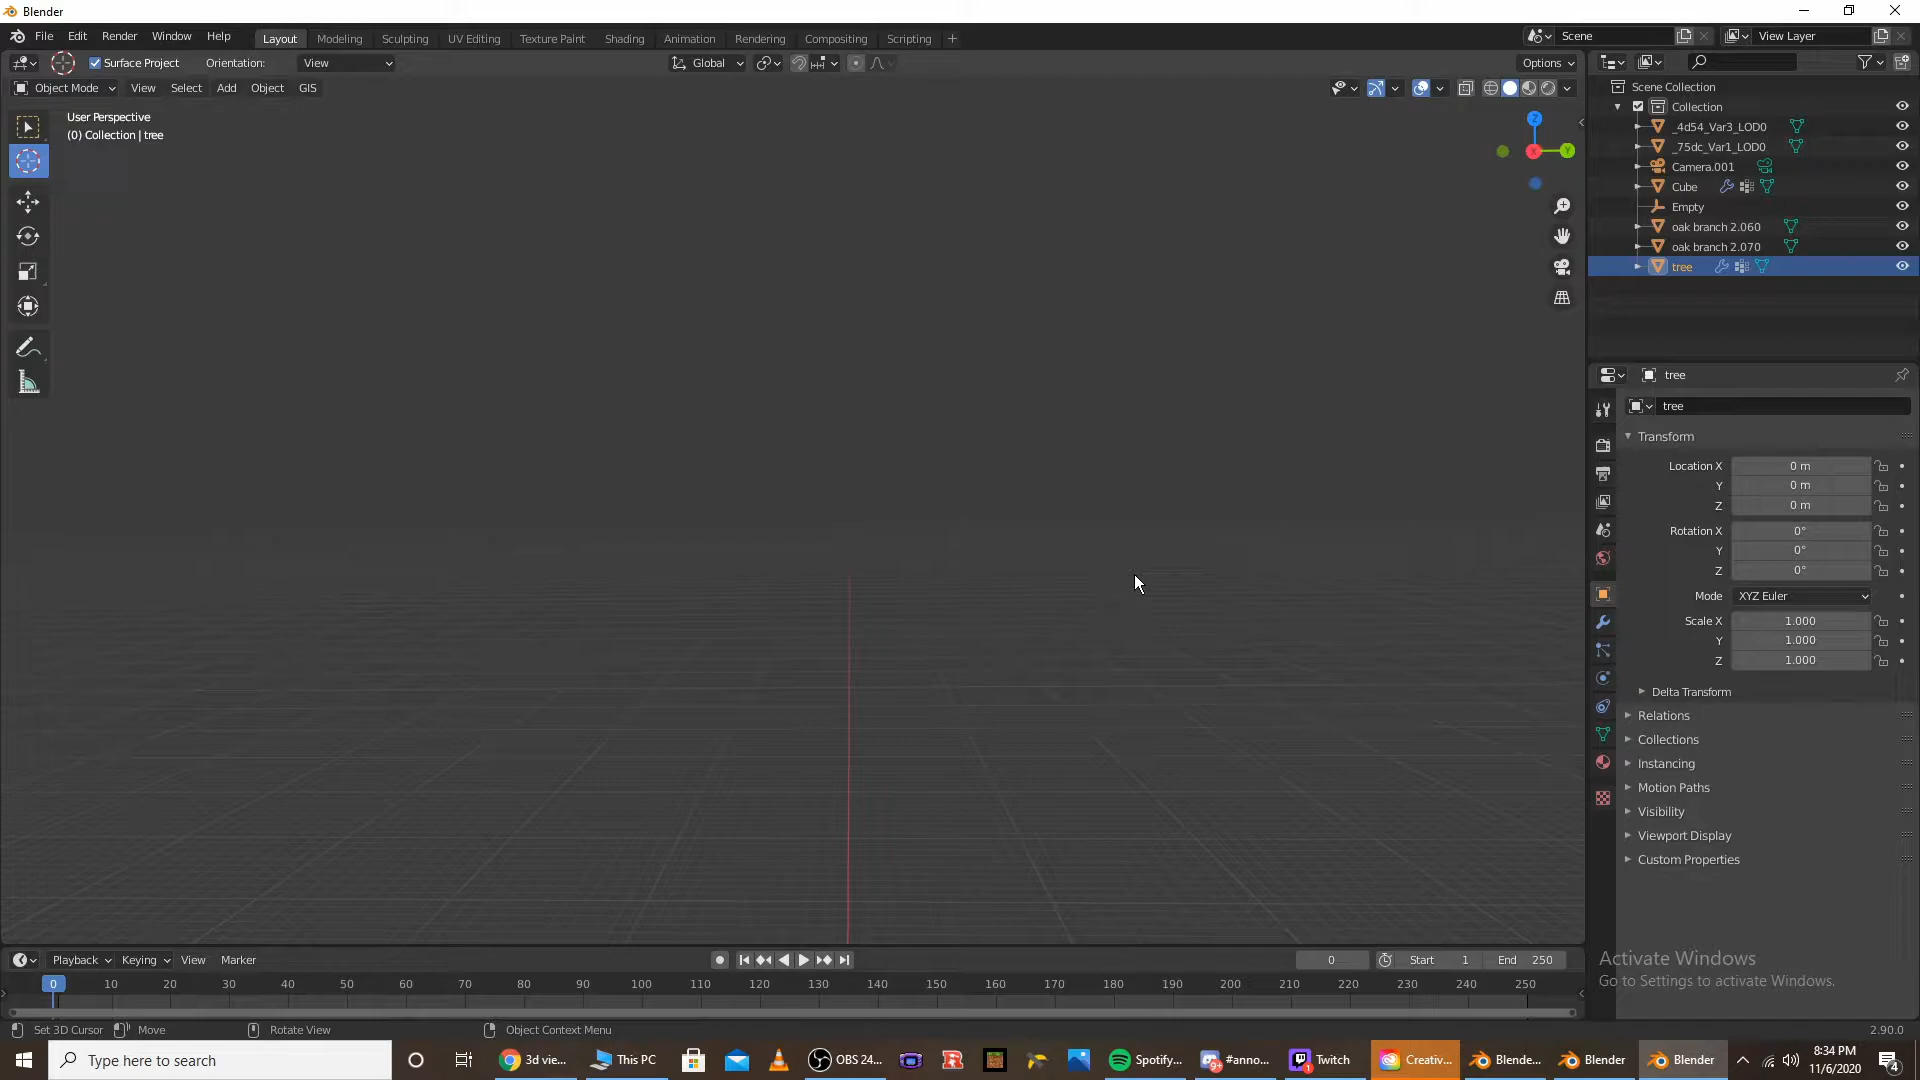 Blender
File Edit Render Window Help Layout Modeling Sculpting UV Editing Texture Paint Shading Animation Rendering Compositing Scripting + Scene View Layer
Surface Project Orientation: View Global Options
Object Mode View Select Add Object GIS
User Perspective
(0) Collection | tree
Z
Y
X
Scene Collection
Collection
_4d54_Var3_LOD0
_75dc_Var1_LOD0
Camera.001
Cube
Empty
oak branch 2.060
oak branch 2.070
tree
tree
tree
Transform
Location X 0 m
Y 0 m
Z 0 m
Rotation X 0°
Y 0°
Z 0°
Mode XYZ Euler
Scale X 1.000
Y 1.000
Z 1.000
Delta Transform
Relations
Collections
Instancing
Motion Paths
Visibility
Viewport Display
Custom Properties
Activate Windows
Go to Settings to activate Windows.
Playback Keying View Marker 0 Start 1 End 250
0 10 20 30 40 50 60 70 80 90 100 110 120 130 140 150 160 170 180 190 200 210 220 230 240 250
Set 3D Cursor Move Rotate View Object Context Menu 2.90.0
Type here to search 3d vie... This PC OBS 24... Spotify... 9+ #anno... 1 Twitch Creativ... Blende... Blender Blender 8:34 PM
11/6/2020 4